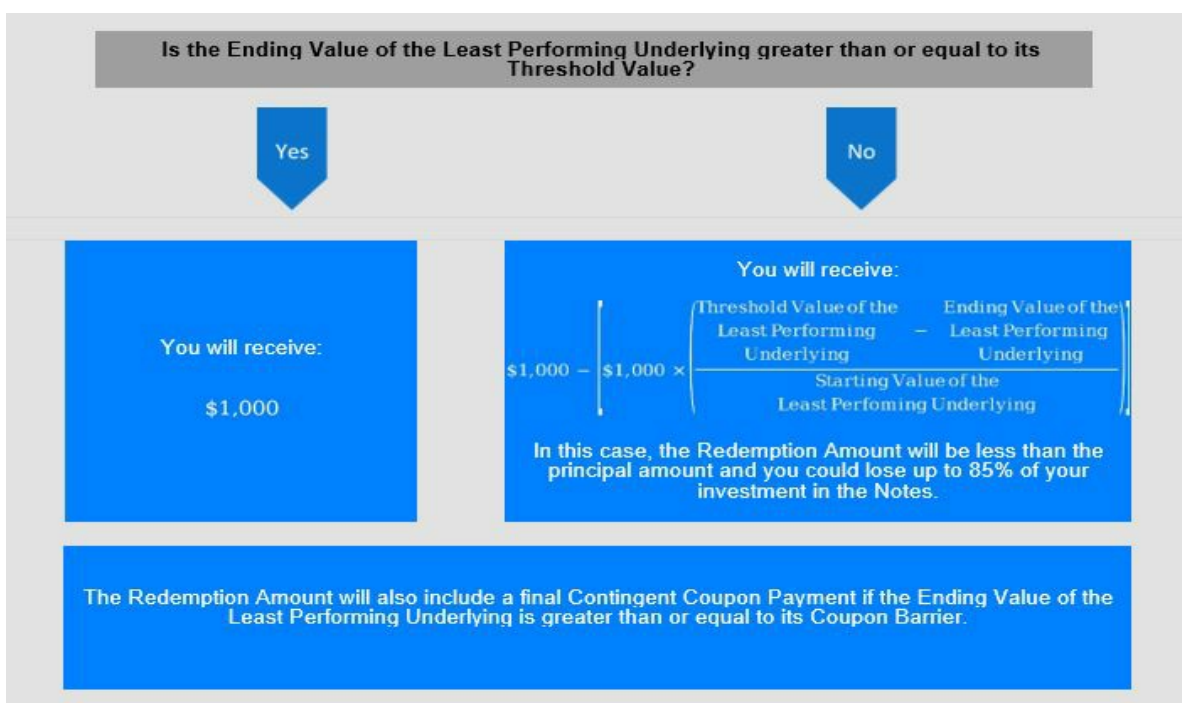 Is the Ending Value of the Least Performing Underlying greater than or equal to its
Threshold Value?
Yes
No
You will receive:
$1,000
You will receive:
$1,000 − [$1,000 × ((Threshold Value of the Least Performing Underlying − Ending Value of the Least Performing Underlying) / Starting Value of the Least Perfoming Underlying)]
In this case, the Redemption Amount will be less than the
principal amount and you could lose up to 85% of your
investment in the Notes.
The Redemption Amount will also include a final Contingent Coupon Payment if the Ending Value of the
Least Performing Underlying is greater than or equal to its Coupon Barrier.